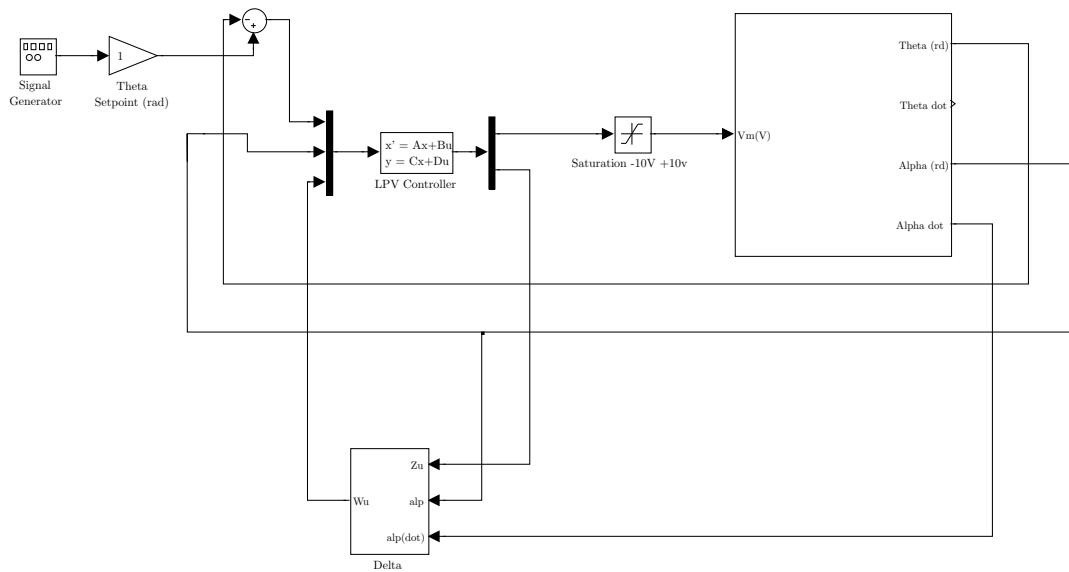 -
+
Signal
Generator
1
Theta
Setpoint (rad)
x' = Ax+Bu
y = Cx+Du
LPV Controller
Saturation -10V +10v
Vm(V)
Theta (rd)
Theta dot
Alpha (rd)
Alpha dot
Zu
Wu
alp
alp(dot)
Delta